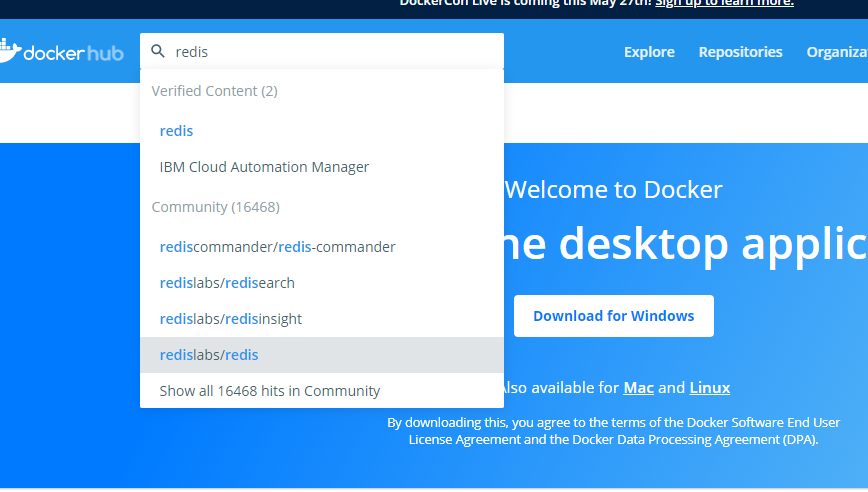 DockerCon Live is coming this May 27th! Sign up to learn more.
dockerhub
redis
Explore Repositories
Verified Content (2)
redis
IBM Cloud Automation Manager
Community (16468)
rediscommander/redis-commander
redislabs/redisearch
redislabs/redisinsight
redislabs/redis
Show all 16468 hits in Community
Welcome to Docker
desktop
Download for Windows
Also available for Mac and Linux
By downloading this, you agree to the terms of the Docker Software End User
License Agreement and the Docker Data Processing Agreement (DPA).